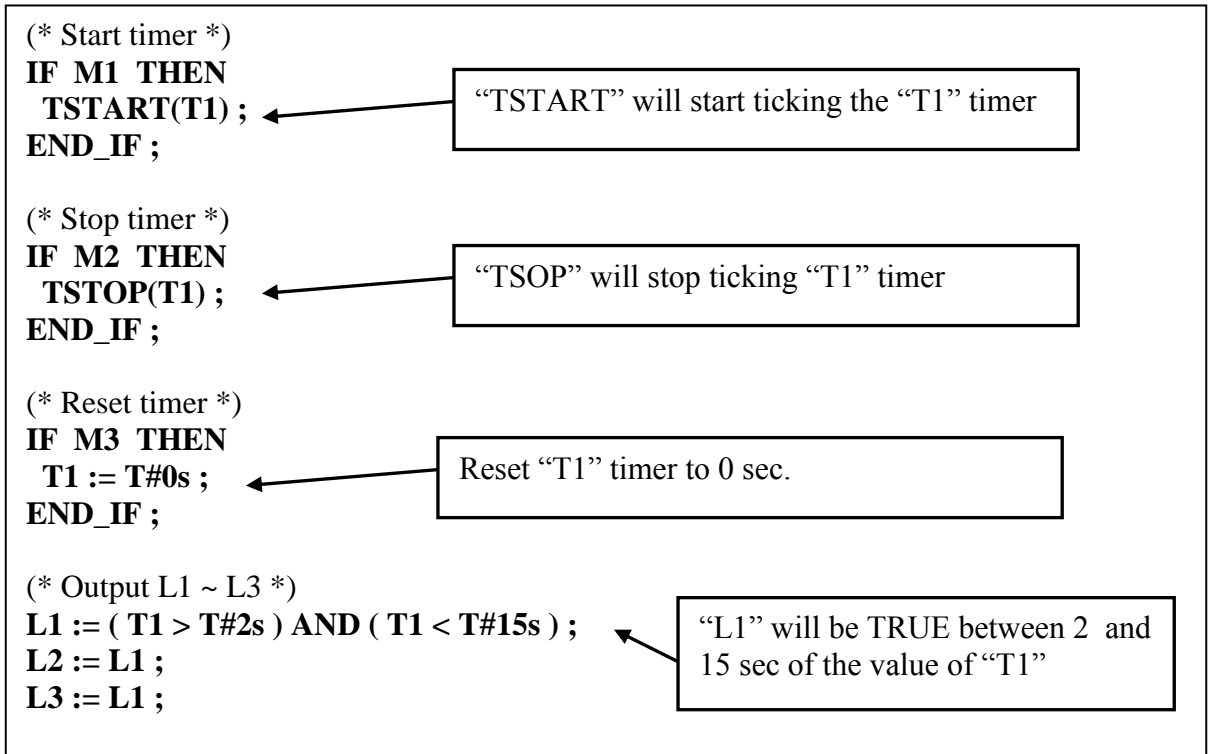 (* Start timer *)
IF M1 THEN
TSTART(T1) ;
END_IF ;
“TSTART” will start ticking the “T1” timer
(* Stop timer *)
IF M2 THEN
TSTOP(T1) ;
END_IF ;
“TSOP” will stop ticking “T1” timer
(* Reset timer *)
IF M3 THEN
T1 := T#0s ;
END_IF ;
Reset “T1” timer to 0 sec.
(* Output L1 ~ L3 *)
L1 := ( T1 > T#2s ) AND ( T1 < T#15s ) ;
L2 := L1 ;
L3 := L1 ;
“L1” will be TRUE between 2 and
15 sec of the value of “T1”